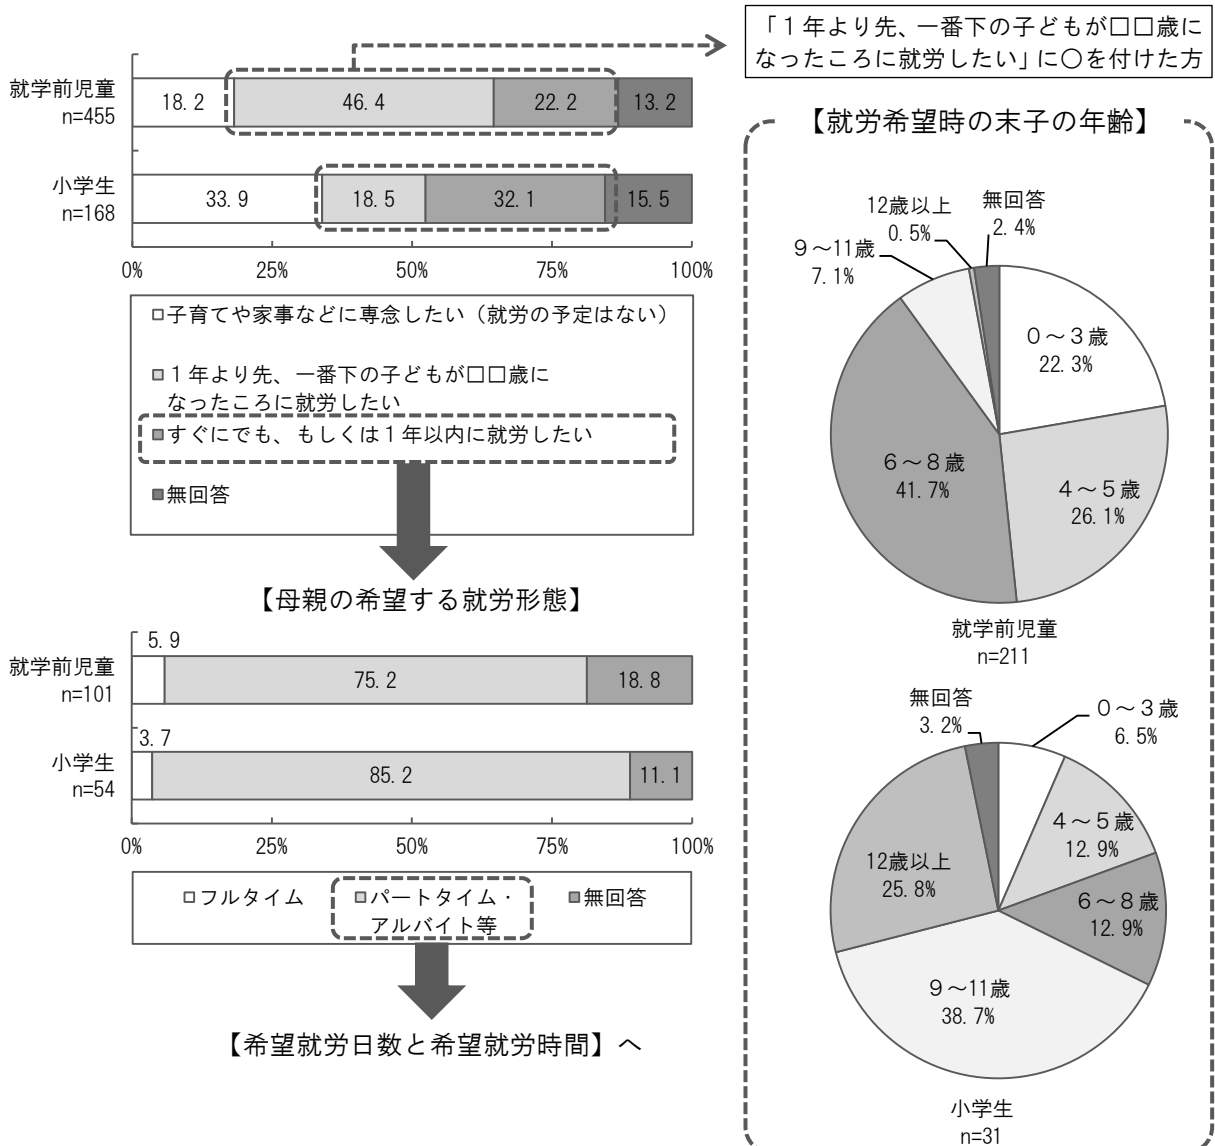 「１年より先、一番下の子どもが□□歳に
なったころに就労したい」に○を付けた方
就学前児童
n=455
18.2
46.4
22.2
13.2
小学生
n=168
33.9
18.5
32.1
15.5
0%
25%
50%
75%
100%
□子育てや家事などに専念したい（就労の予定はない）
１年より先、一番下の子どもが□□歳に
なったころに就労したい
すぐにでも、もしくは１年以内に就労したい
無回答
【母親の希望する就労形態】
就学前児童
n=101
5.9
75.2
18.8
小学生
n=54
3.7
85.2
11.1
0%
25%
50%
75%
100%
□フルタイム
パートタイム・
アルバイト等
無回答
【希望就労日数と希望就労時間】へ
【就労希望時の末子の年齢】
無回答
2.4%
12歳以上
0.5%
９～11歳
7.1%
０～３歳
22.3%
６～８歳
41.7%
４～５歳
26.1%
就学前児童
n=211
無回答
3.2%
０～３歳
6.5%
４～５歳
12.9%
12歳以上
25.8%
６～８歳
12.9%
９～11歳
38.7%
小学生
n=31